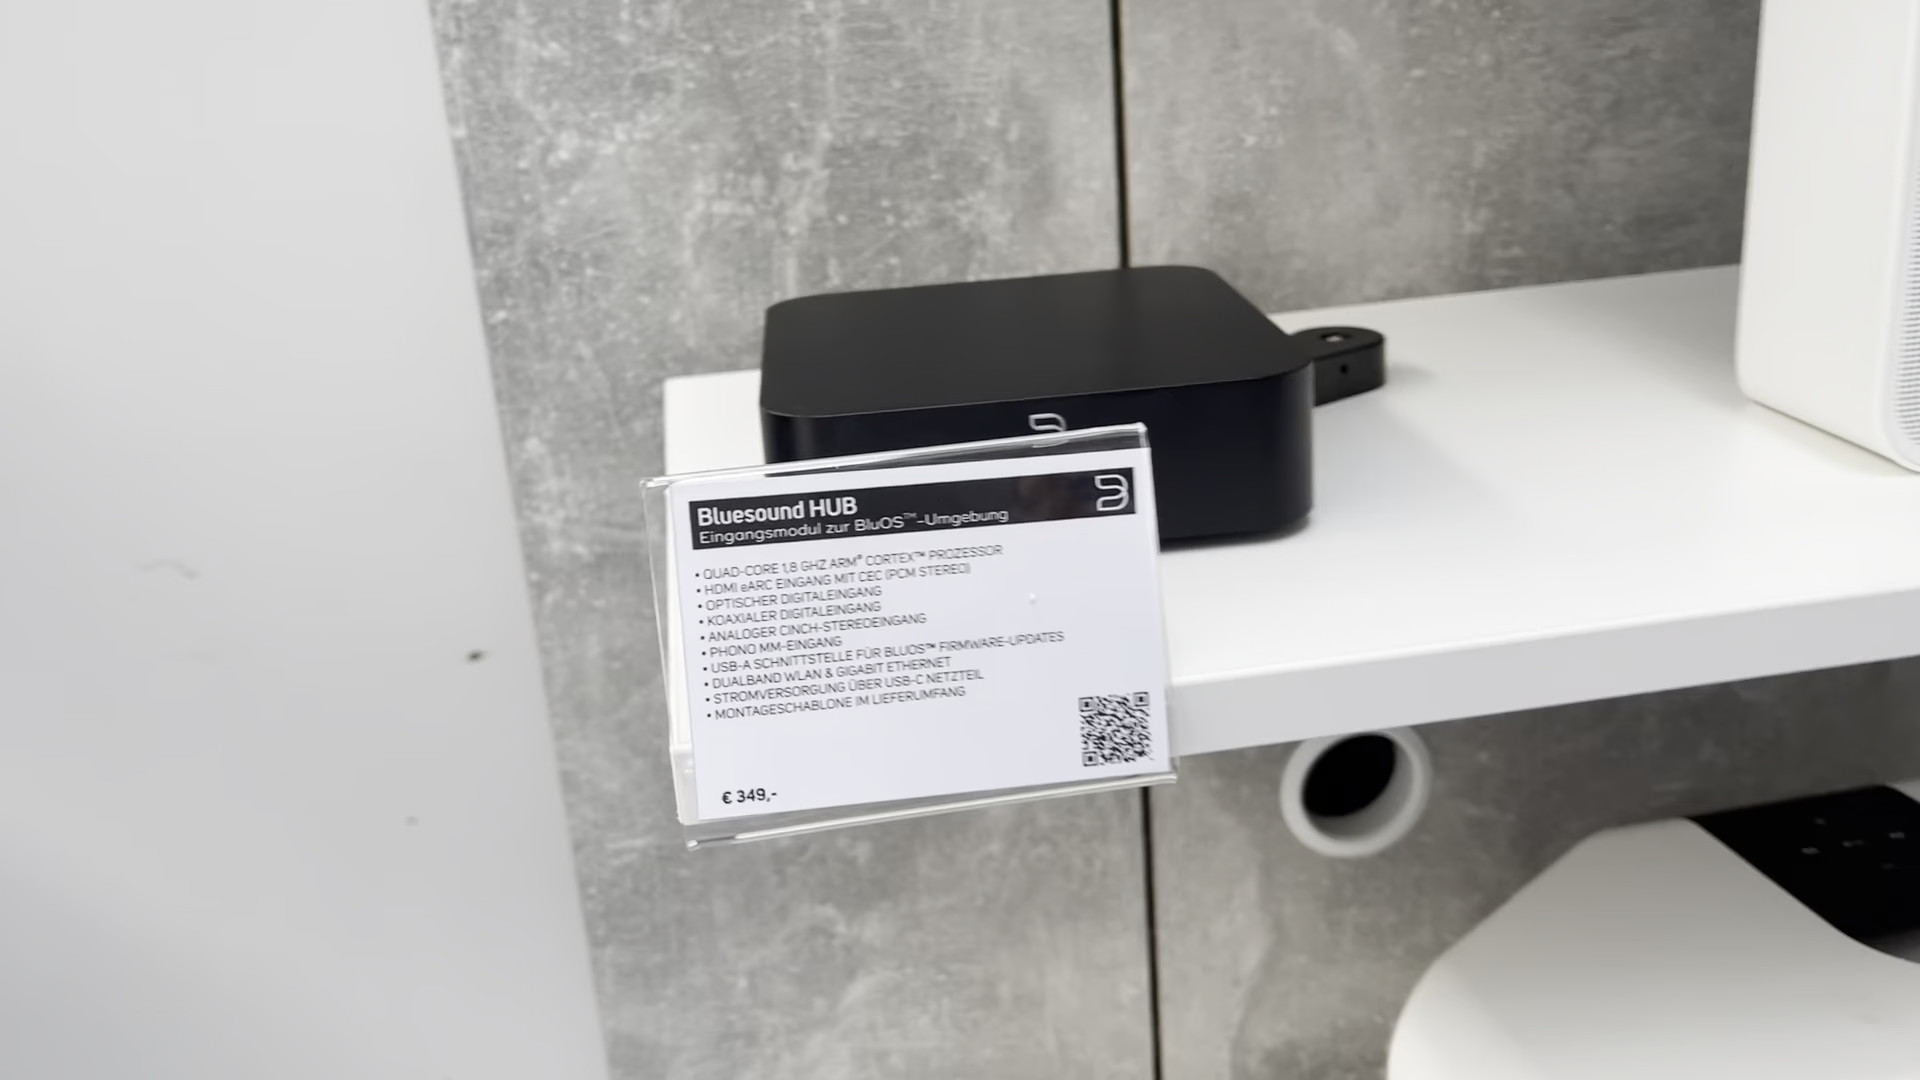 Bluesound HUB
Eingangsmodul zur BluOS™-Umgebung
• QUAD-CORE 1,8 GHZ ARM® CORTEX™ PROZESSOR
• HDMI eARC EINGANG MIT CEC (PCM STEREO)
• OPTISCHER DIGITALEINGANG
• KOAXIALER DIGITALEINGANG
• ANALOGER CINCH-STEREOEINGANG
• PHONO MM-EINGANG
• USB-A SCHNITTSTELLE FÜR BLUOS™ FIRMWARE-UPDATES
• DUALBAND WLAN & GIGABIT ETHERNET
• STROMVERSORGUNG ÜBER USB-C NETZTEIL
• MONTAGESCHABLONE IM LIEFERUMFANG
€ 349,-